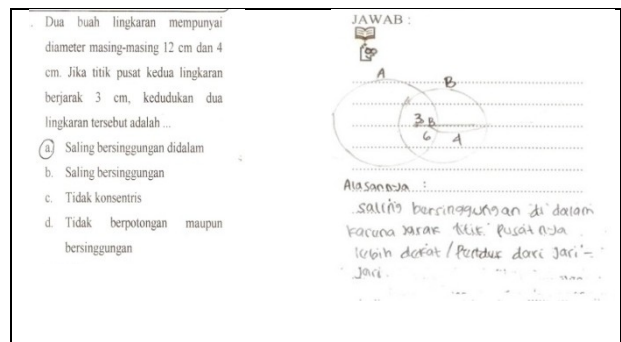 Dua buah lingkaran mempunyai
diameter masing-masing 12 cm dan 4
cm. Jika titik pusat kedua lingkaran
berjarak 3 cm, kedudukan dua
lingkaran tersebut adalah ...
a. Saling bersinggungan didalam
b. Saling bersinggungan
c. Tidak konsentris
d. Tidak berpotongan maupun
bersinggungan
JAWAB :
A
B
3 B
6 4
Alasannya :
saling bersinggungan di dalam
karena jarak titik pusatnya
lebih dekat / pendek dari jari-
jari.